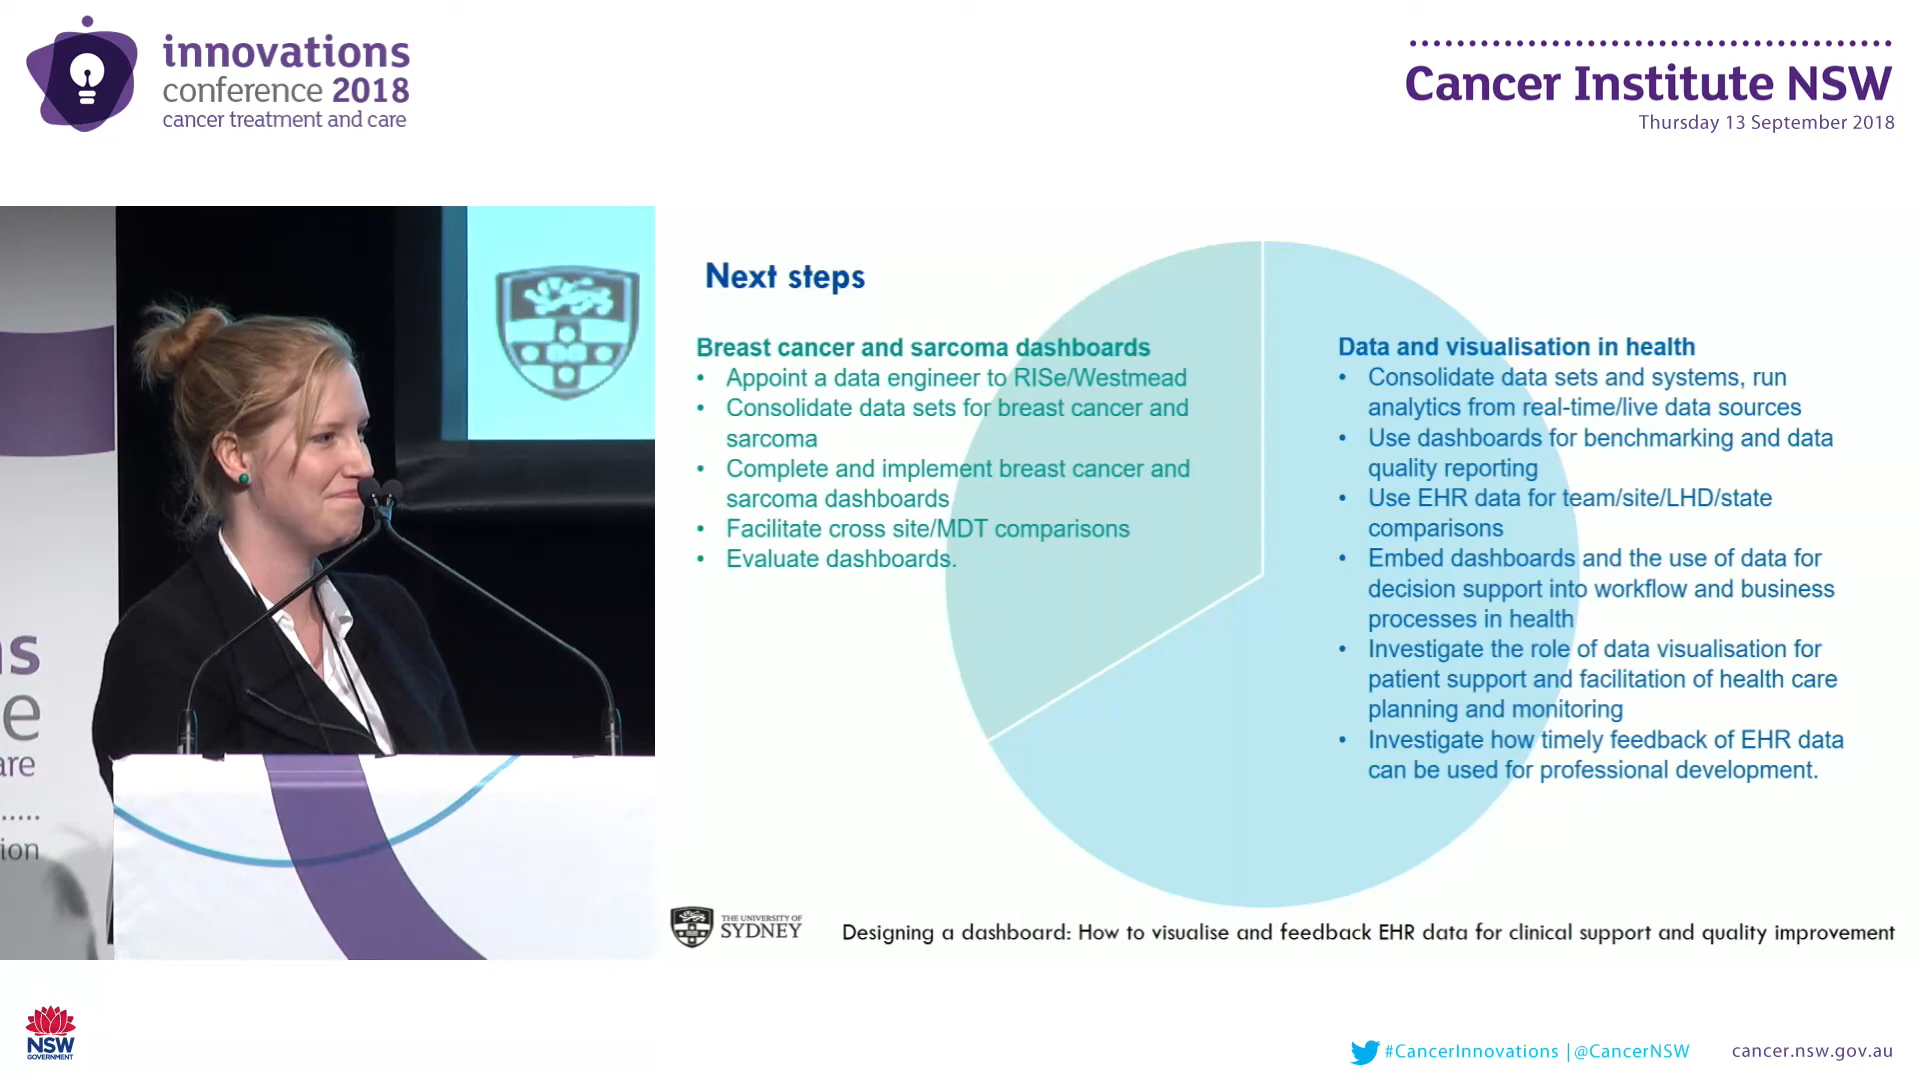 innovations
conference 2018
cancer treatment and care
Cancer Institute NSW
Thursday 13 September 2018
Next steps
Breast cancer and sarcoma dashboards
• Appoint a data engineer to RISe/Westmead
• Consolidate data sets for breast cancer and
sarcoma
• Complete and implement breast cancer and
sarcoma dashboards
• Facilitate cross site/MDT comparisons
• Evaluate dashboards.
Data and visualisation in health
• Consolidate data sets and systems, run
analytics from real-time/live data sources
• Use dashboards for benchmarking and data
quality reporting
• Use EHR data for team/site/LHD/state
comparisons
• Embed dashboards and the use of data for
decision support into workflow and business
processes in health
• Investigate the role of data visualisation for
patient support and facilitation of health care
planning and monitoring
• Investigate how timely feedback of EHR data
can be used for professional development.
s
e
are
ion
THE UNIVERSITY OF
SYDNEY
Designing a dashboard: How to visualise and feedback EHR data for clinical support and quality improvement
NSW
GOVERNMENT
#CancerInnovations | @CancerNSW
cancer.nsw.gov.au